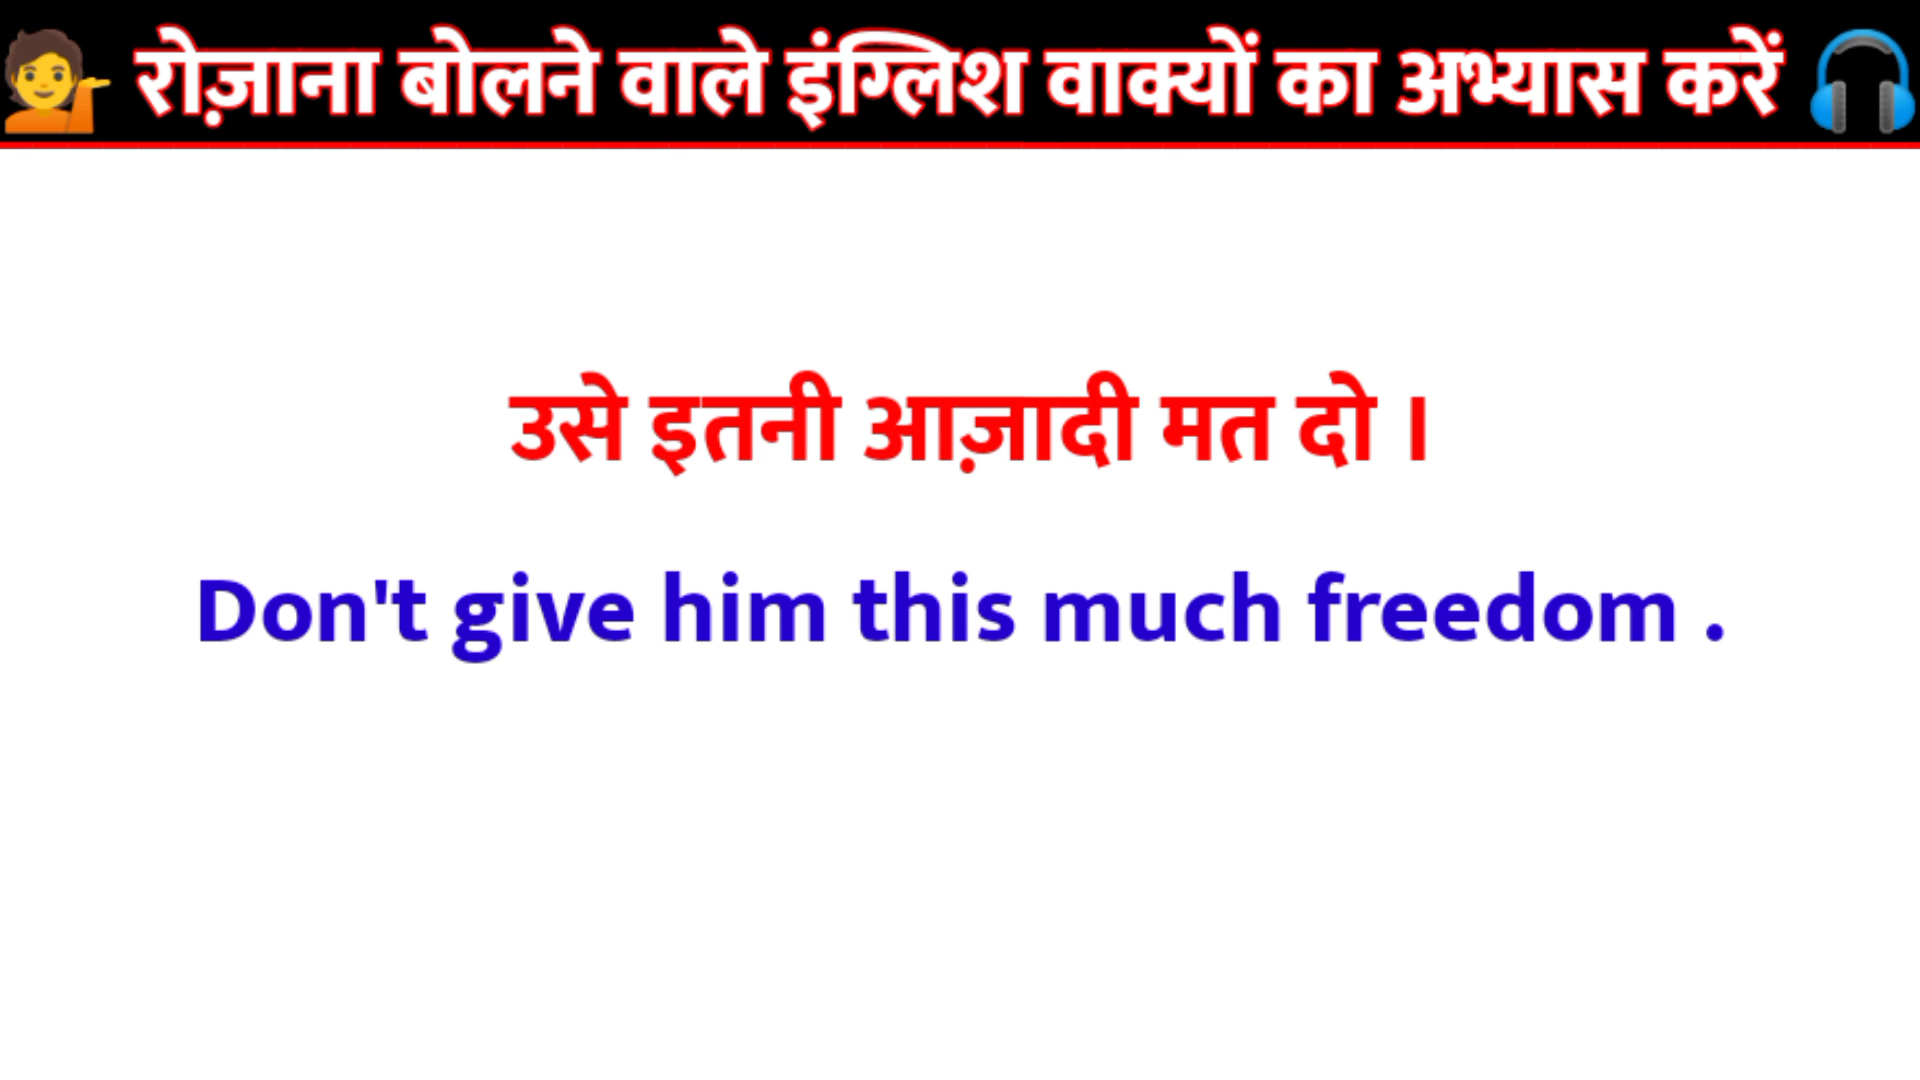 रोज़ाना बोलने वाले इंग्लिश वाक्यों का अभ्यास करें
उसे इतनी आज़ादी मत दो ।
Don't give him this much freedom .